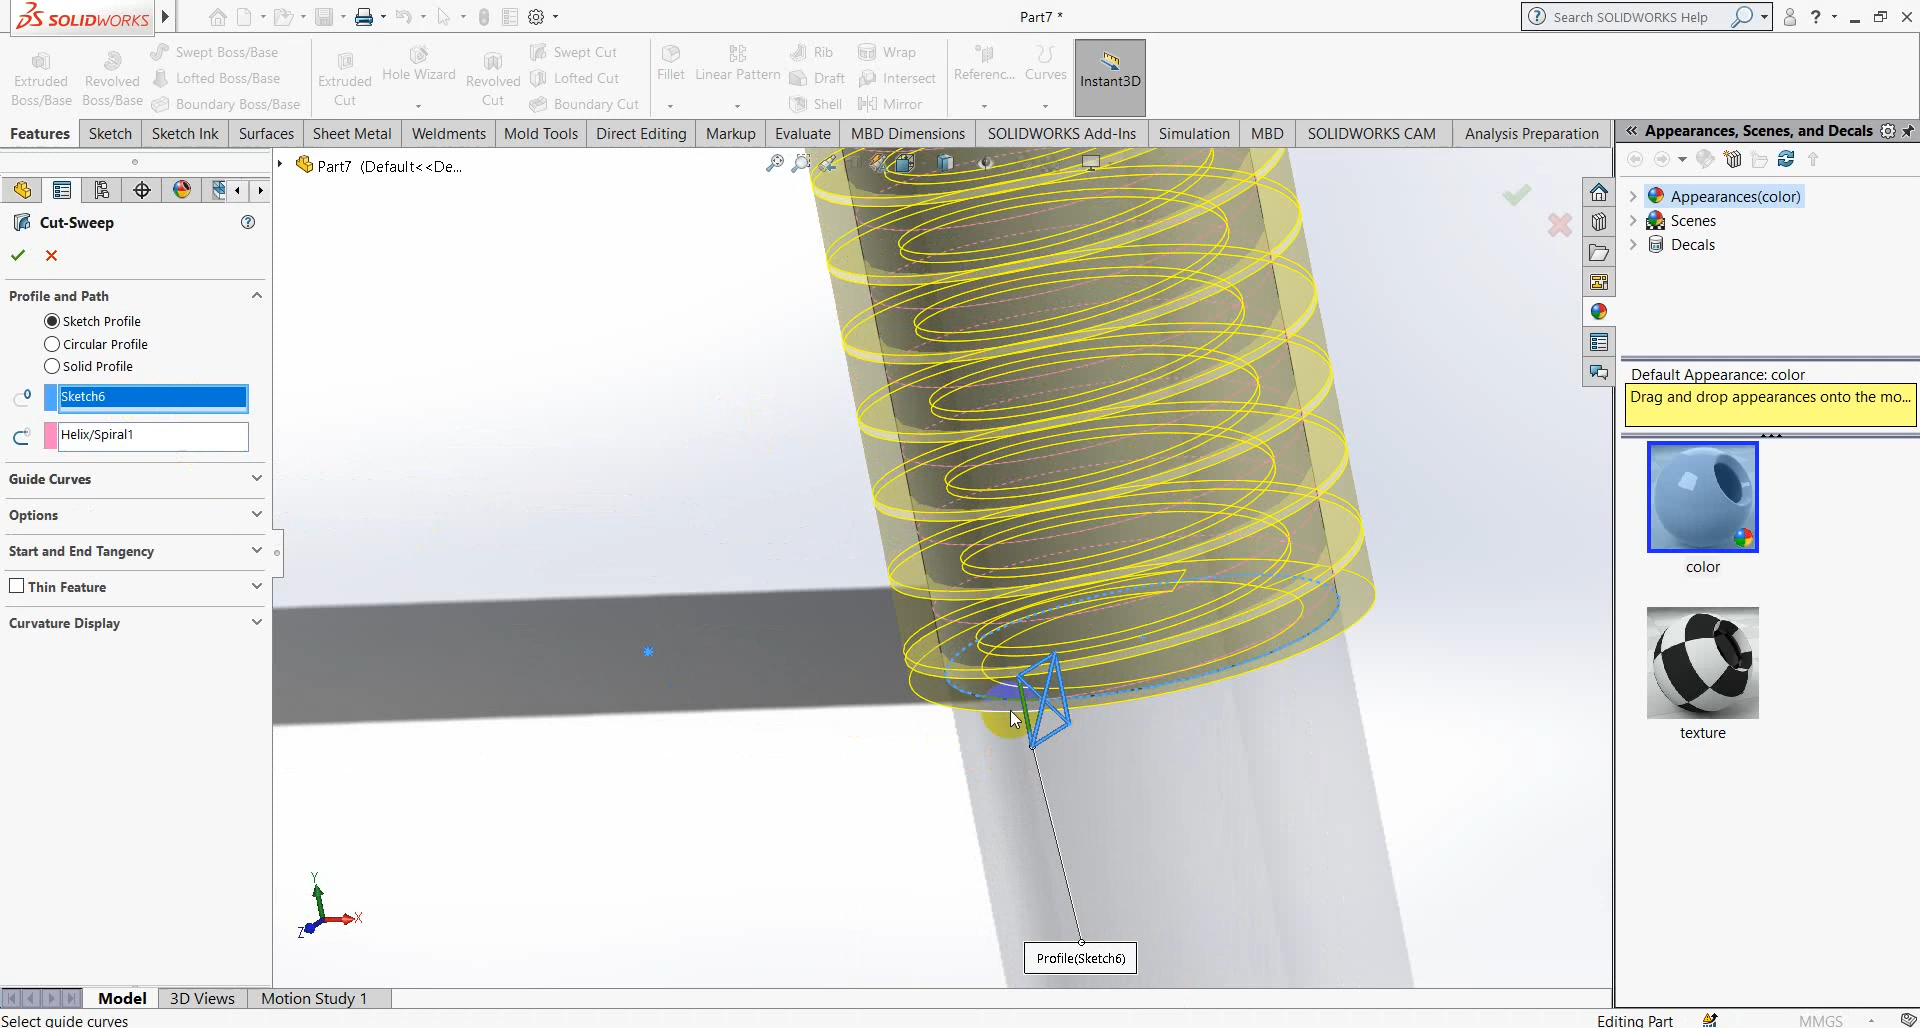 SOLIDWORKS
Part7 *
Search SOLIDWORKS Help
Extruded Boss/Base
Revolved Boss/Base
Swept Boss/Base
Lofted Boss/Base
Boundary Boss/Base
Extruded Cut
Hole Wizard
Revolved Cut
Swept Cut
Lofted Cut
Boundary Cut
Fillet
Linear Pattern
Rib
Draft
Shell
Wrap
Intersect
Mirror
Referenc...
Curves
Instant3D
Features
Sketch
Sketch Ink
Surfaces
Sheet Metal
Weldments
Mold Tools
Direct Editing
Markup
Evaluate
MBD Dimensions
SOLIDWORKS Add-Ins
Simulation
MBD
SOLIDWORKS CAM
Analysis Preparation
Part7 (Default<<De...
Cut-Sweep
Profile and Path
Sketch Profile
Circular Profile
Solid Profile
Sketch6
Helix/Spiral1
Guide Curves
Options
Start and End Tangency
Thin Feature
Curvature Display
Y
X
Z
Profile(Sketch6)
Appearances, Scenes, and Decals
Appearances(color)
Scenes
Decals
Default Appearance: color
Drag and drop appearances onto the mo...
color
texture
Model
3D Views
Motion Study 1
Select guide curves
Editing Part
MMGS